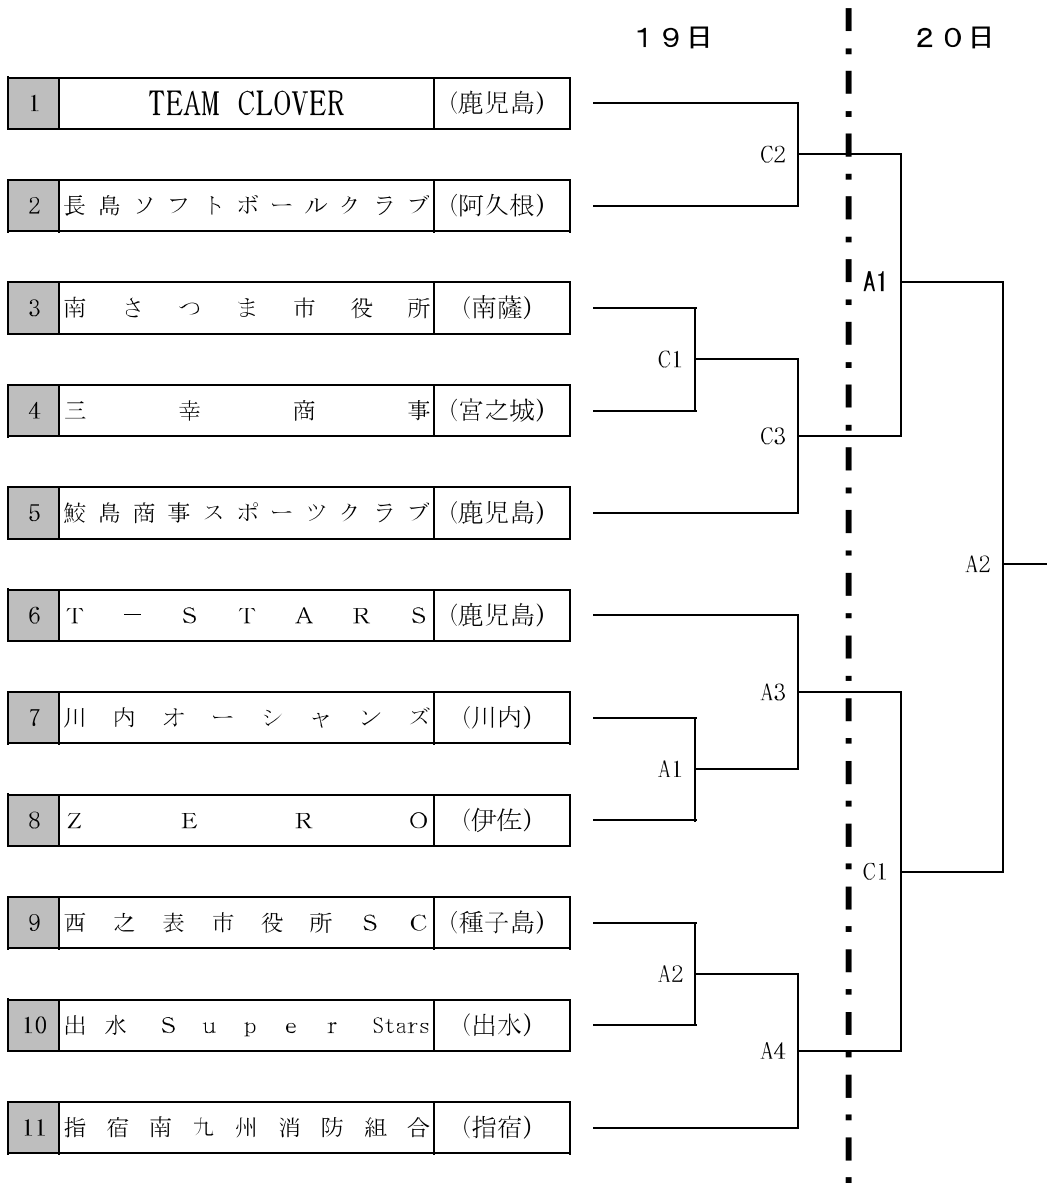 19日 20日
1 TEAM CLOVER (鹿児島)
C2
2 長島ソフトボールクラブ (阿久根)
A1
3 南さつま市役所 (南薩)
C1
4 三幸商事 (宮之城)
C3
5 鮫島商事スポーツクラブ (鹿児島)
A2
6 T－STARS (鹿児島)
A3
7 川内オーシャンズ (川内)
A1
8 ZERO (伊佐)
C1
9 西之表市役所SC (種子島)
A2
10 出水Super Stars (出水)
A4
11 指宿南九州消防組合 (指宿)